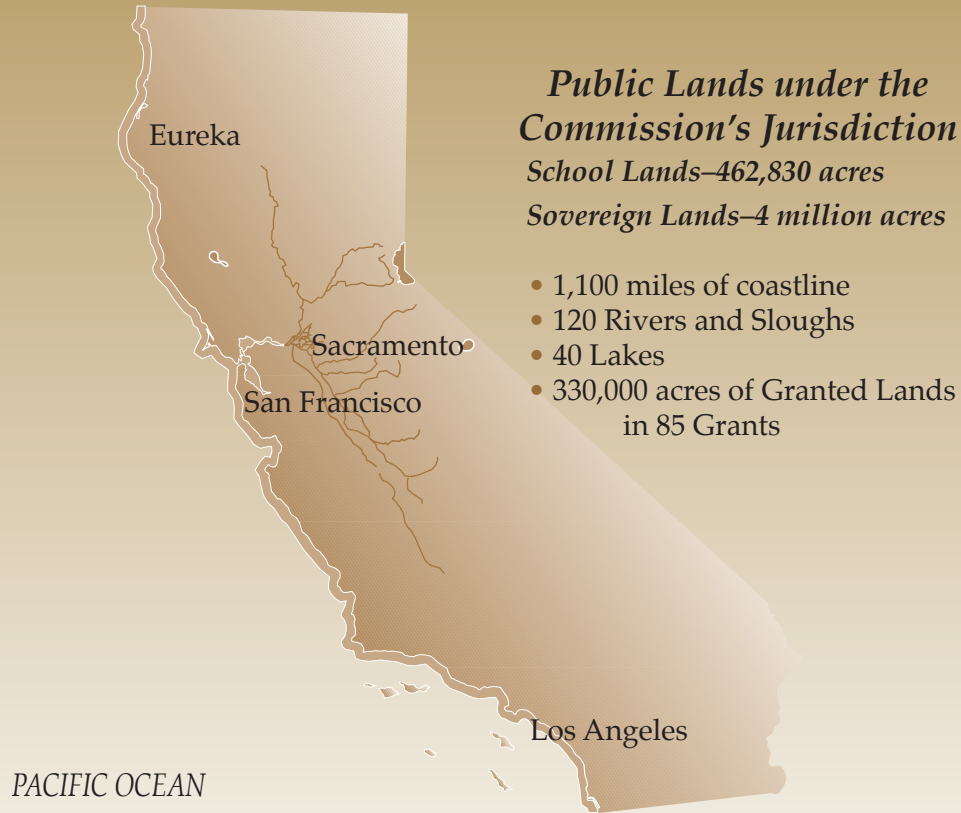 Public Lands under the
Commission’s Jurisdiction
School Lands–462,830 acres
Sovereign Lands–4 million acres
• 1,100 miles of coastline
• 120 Rivers and Sloughs
• 40 Lakes
• 330,000 acres of Granted Lands
in 85 Grants
Eureka
Sacramento
San Francisco
Los Angeles
PACIFIC OCEAN